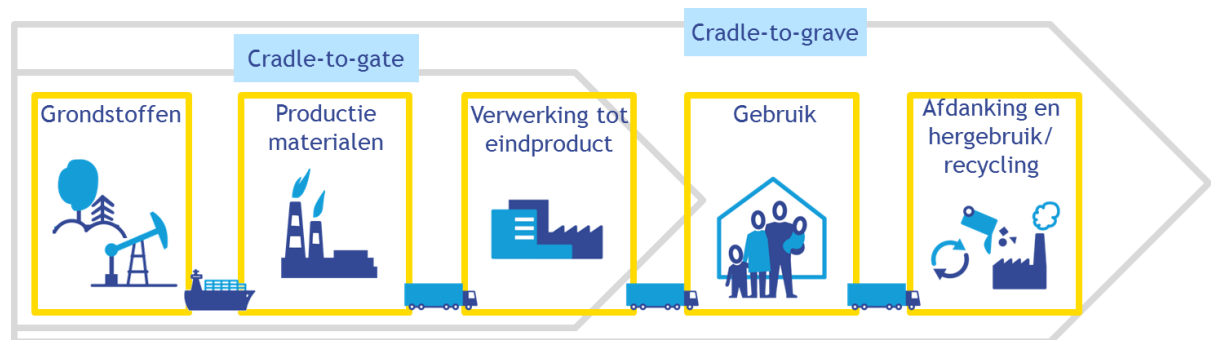 Cradle-to-grave
Cradle-to-gate
Grondstoffen
Productie
materialen
Verwerking tot
eindproduct
Gebruik
Afdanking en
hergebruik/
recycling